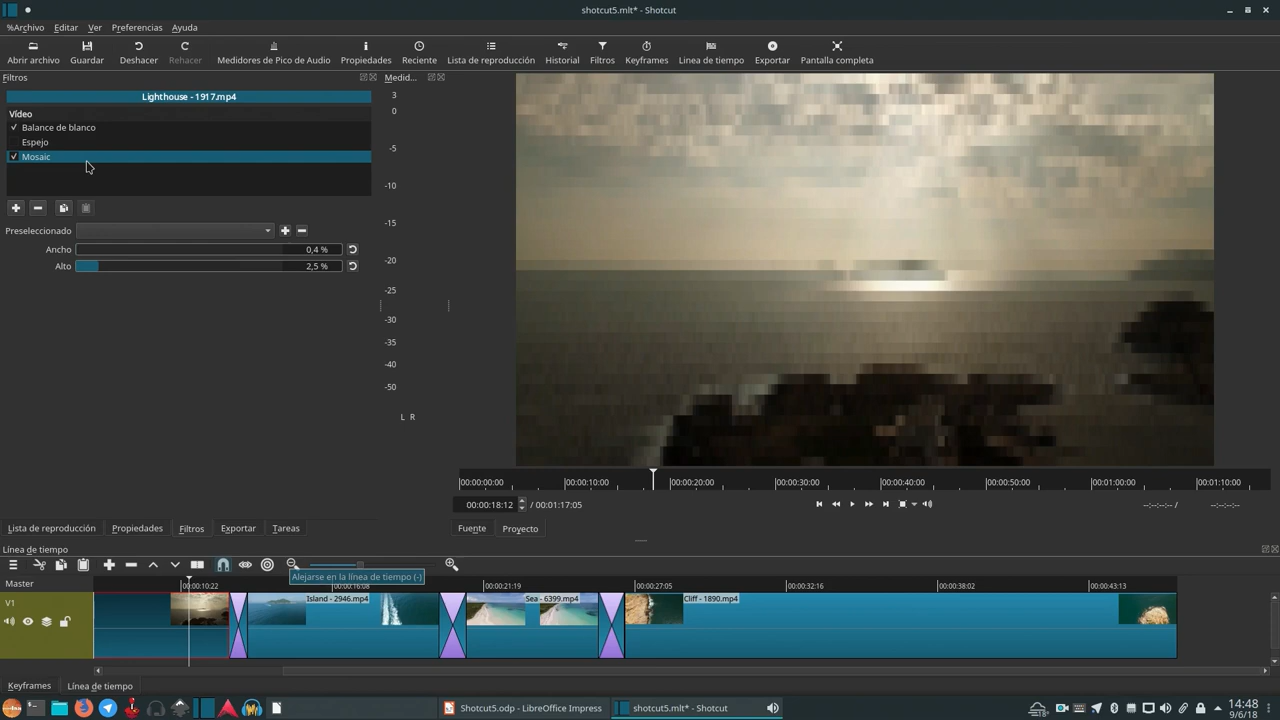 shotcut5.mlt* - Shotcut
%Archivo Editar Ver Preferencias Ayuda
Abrir archivo Guardar Deshacer Rehacer Medidores de Pico de Audio Propiedades Reciente Lista de reproducción Historial Filtros Keyframes Linea de tiempo Exportar Pantalla completa
Filtros
Medid...
Lighthouse - 1917.mp4
Vídeo
Balance de blanco
Espejo
Mosaic
Preseleccionado
Ancho 0,4 %
Alto 2,5 %
3
0
-5
-10
-15
-20
-25
-30
-35
-40
-50
L R
00:00:00:00 00:00:10:00 00:00:20:00 00:00:30:00 00:00:40:00 00:00:50:00 00:01:00:00 00:01:10:00
00:00:18:12 / 00:01:17:05 --:--:--:-- / --:--:--:--
Lista de reproducción Propiedades Filtros Exportar Tareas
Fuente Proyecto
Línea de tiempo
Alejarse en la línea de tiempo (-)
Master 00:00:10:22 00:00:16:08 00:00:21:19 00:00:27:05 00:00:32:16 00:00:38:02 00:00:43:13
V1 Island - 2946.mp4 Sea - 6399.mp4 Cliff - 1890.mp4
Keyframes Línea de tiempo
Shotcut5.odp - LibreOffice Impress
shotcut5.mlt* - Shotcut
18°
14:48
9/6/18